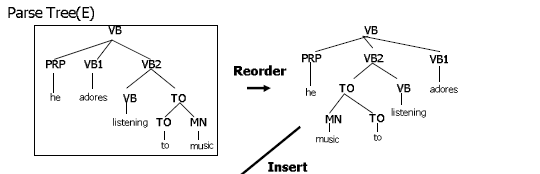 Parse Tree(E)
VB VB
PRP VB1 VB2 PRP VB2 VB1
Reorder
he adores VB TO he TO VB adores
listening TO MN MN TO listening
to music music to
Insert